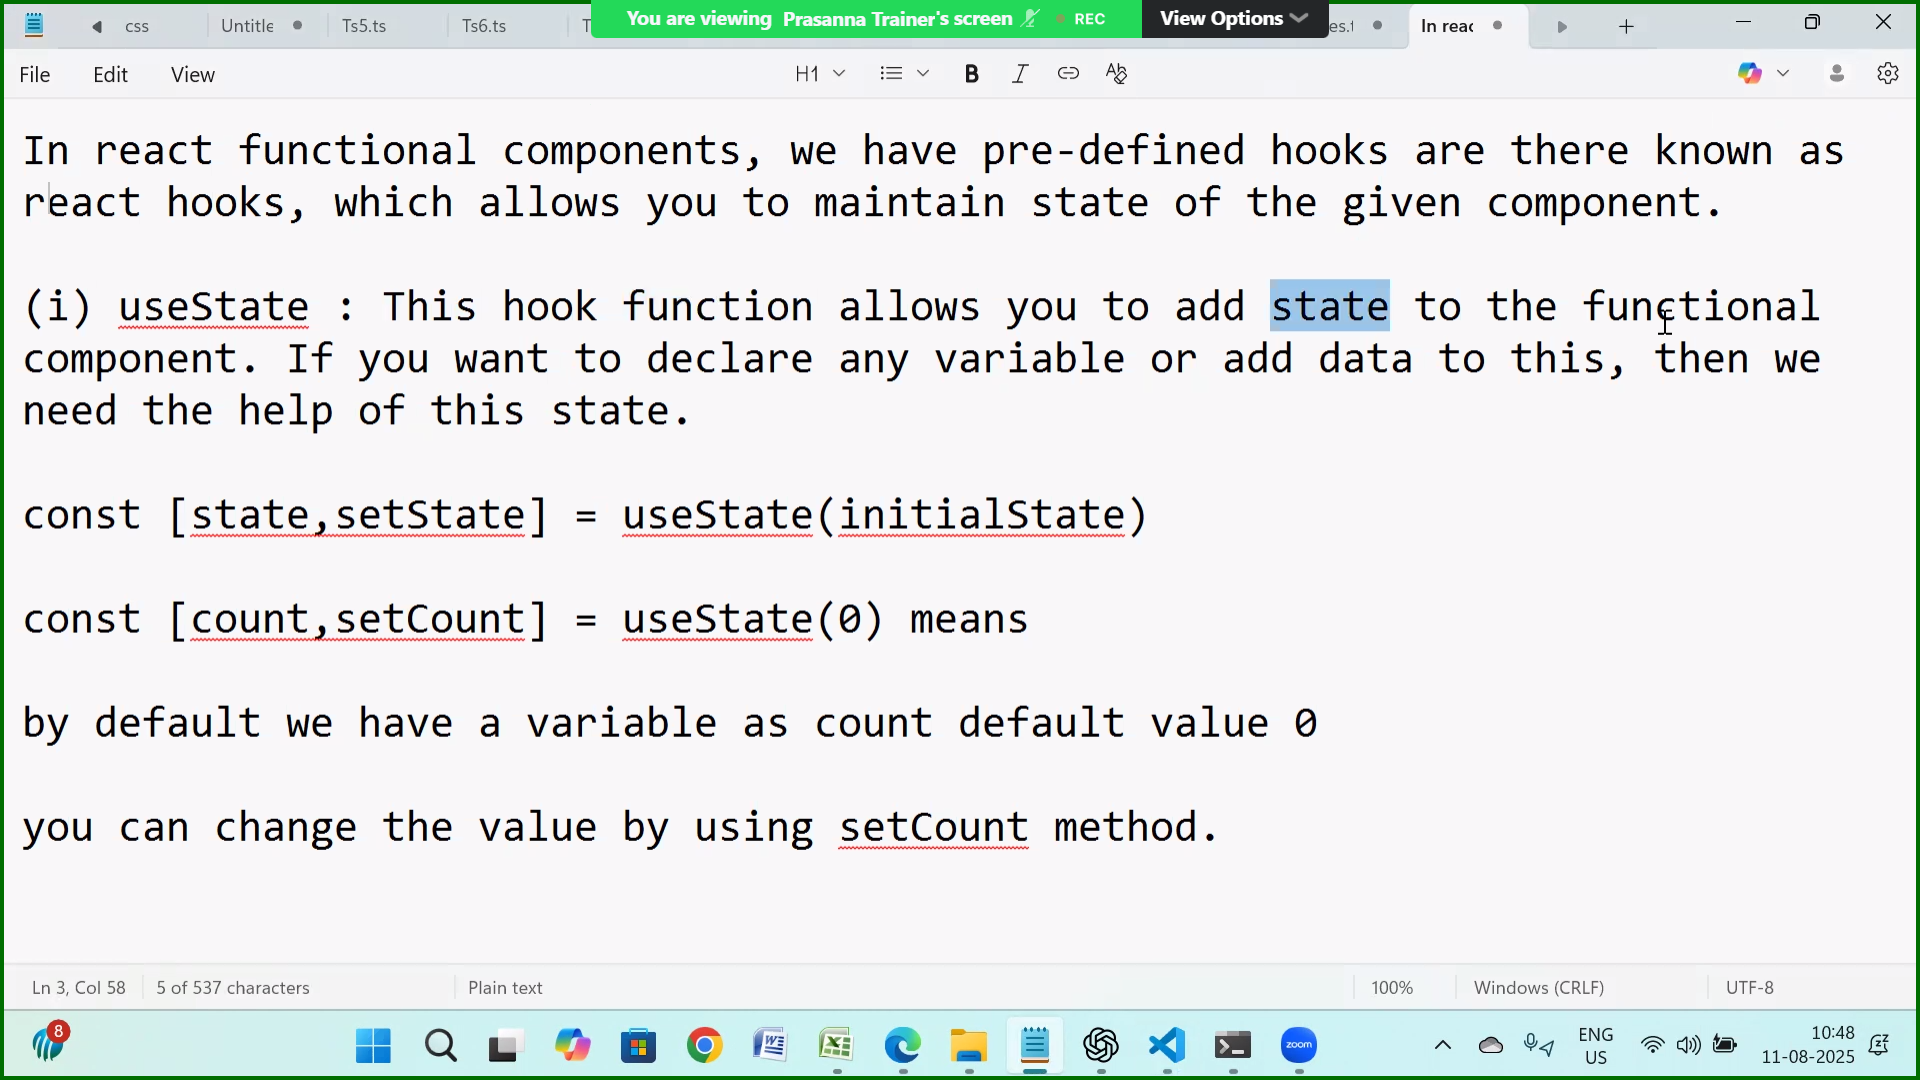 You are viewing Prasanna Trainer's screen REC View Options
css Untitle Ts5.ts Ts6.ts es.t In reac
File Edit View H1 B I
In react functional components, we have pre-defined hooks are there known as
react hooks, which allows you to maintain state of the given component.
(i) useState : This hook function allows you to add state to the functional
component. If you want to declare any variable or add data to this, then we
need the help of this state.
const [state,setState] = useState(initialState)
const [count,setCount] = useState(0) means
by default we have a variable as count default value 0
you can change the value by using setCount method.
Ln 3, Col 58 5 of 537 characters Plain text 100% Windows (CRLF) UTF-8
8 zoom ENG 10:48
US 11-08-2025